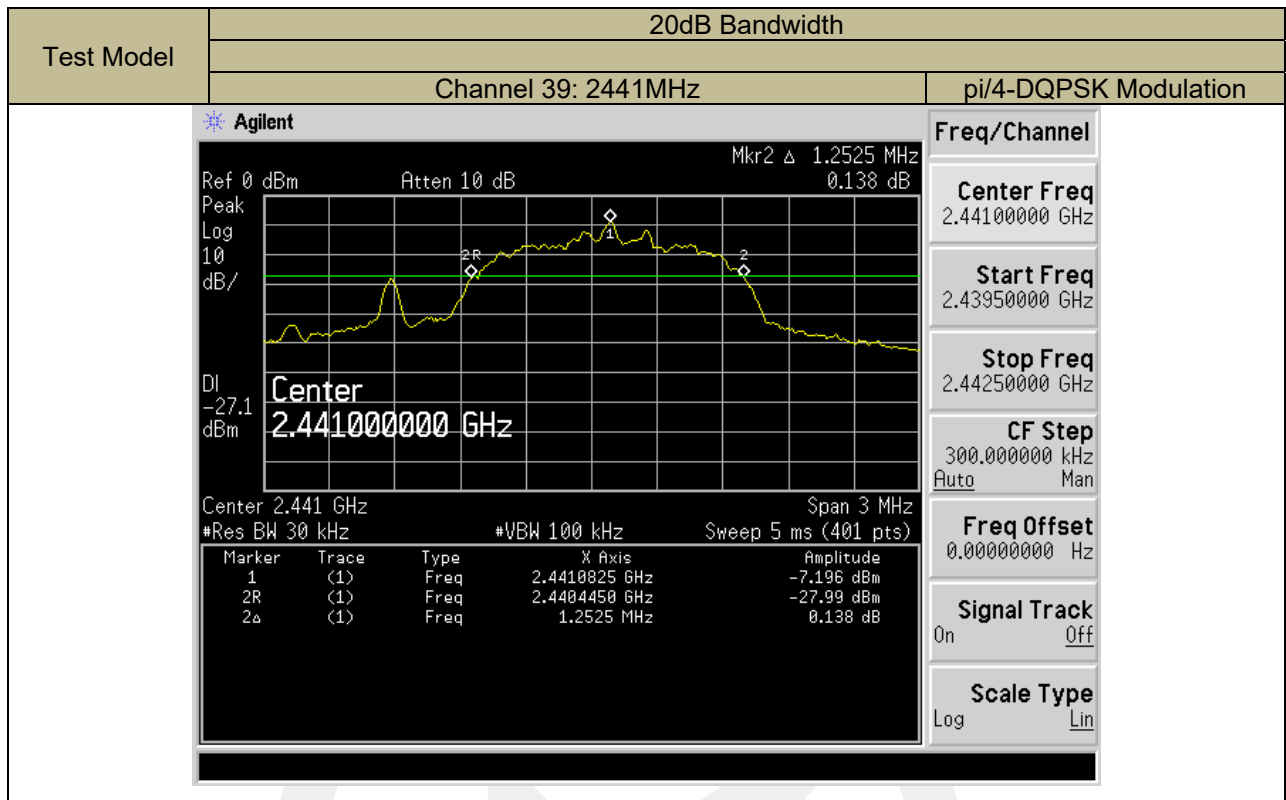 20dB Bandwidth
Test Model
Channel 39: 2441MHz pi/4-DQPSK Modulation
Agilent
Freq/Channel
Mkr2 Δ 1.2525 MHz
Ref 0 dBm Atten 10 dB 0.138 dB
Peak
Log
10
dB/
1
2R
2
DI
-27.1
dBm
Center
2.441000000 GHz
Center 2.441 GHz Span 3 MHz
#Res BW 30 kHz #VBW 100 kHz Sweep 5 ms (401 pts)
Marker Trace Type X Axis Amplitude
1 (1) Freq 2.4410825 GHz -7.196 dBm
2R (1) Freq 2.4404450 GHz -27.99 dBm
2Δ (1) Freq 1.2525 MHz 0.138 dB
Center Freq
2.44100000 GHz
Start Freq
2.43950000 GHz
Stop Freq
2.44250000 GHz
CF Step
300.000000 kHz
Auto Man
Freq Offset
0.00000000 Hz
Signal Track
On Off
Scale Type
Log Lin